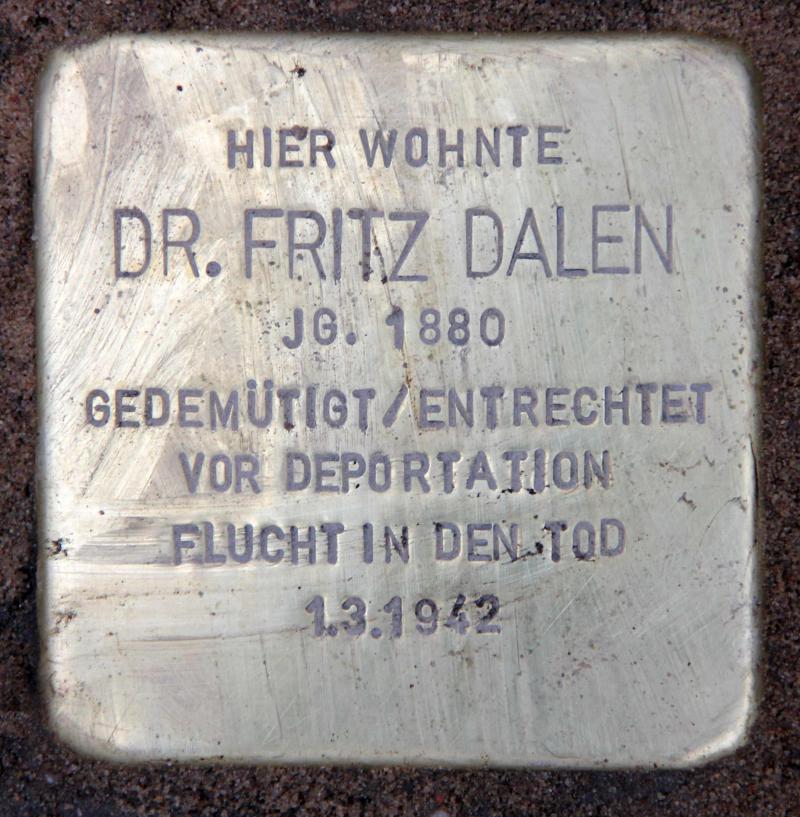 HIER WOHNTE
DR. FRITZ DALEN
JG. 1880
GEDEMÜTIGT/ENTRECHTET
VOR DEPORTATION
FLUCHT IN DEN TOD
1.3.1942